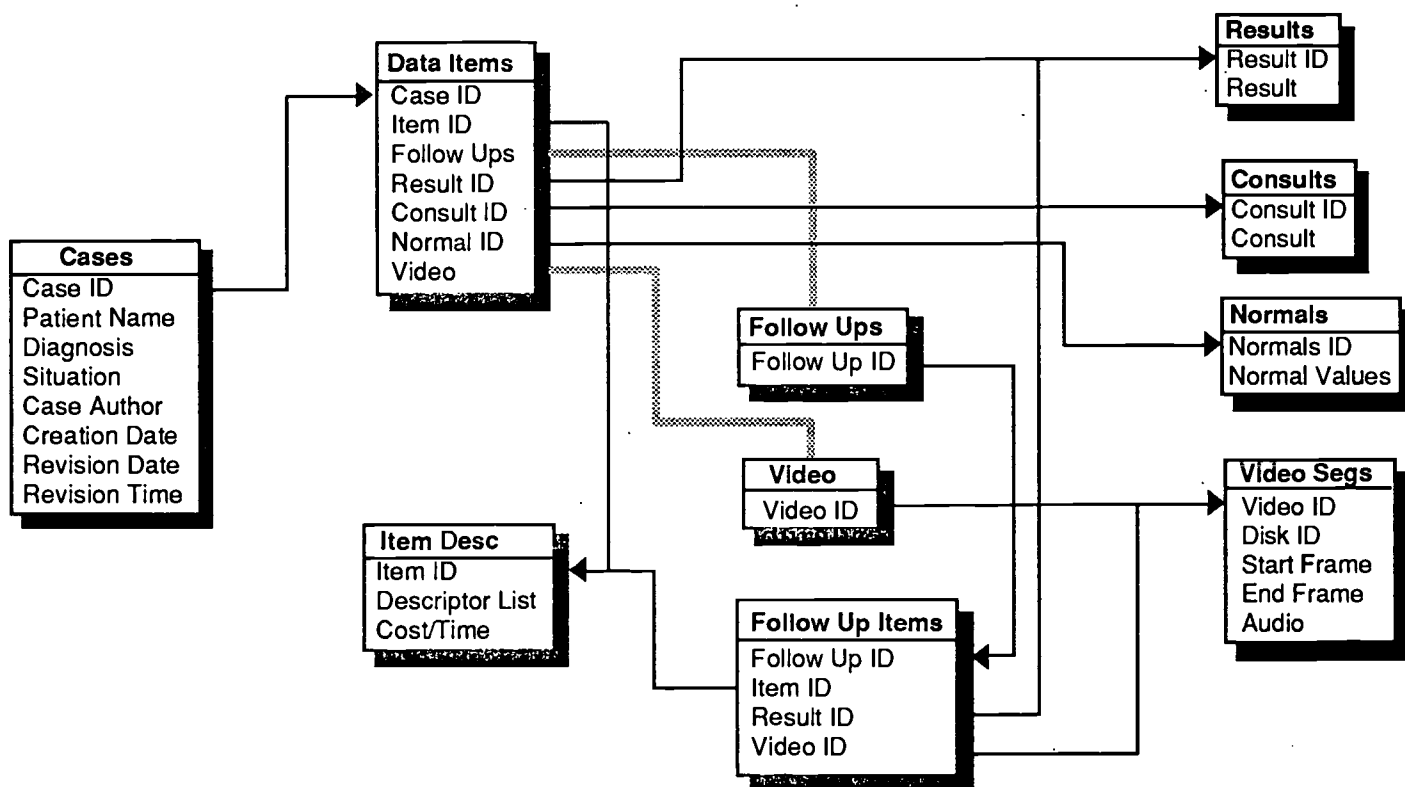 Cases
Case ID
Patient Name
Diagnosis
Situation
Case Author
Creation Date
Revision Date
Revision Time
Data Items
Case ID
Item ID
Follow Ups
Result ID
Consult ID
Normal ID
Video
Item Desc
Item ID
Descriptor List
Cost/Time
Follow Ups
Follow Up ID
Video
Video ID
Follow Up Items
Follow Up ID
Item ID
Result ID
Video ID
Results
Result ID
Result
Consults
Consult ID
Consult
Normals
Normals ID
Normal Values
Video Segs
Video ID
Disk ID
Start Frame
End Frame
Audio